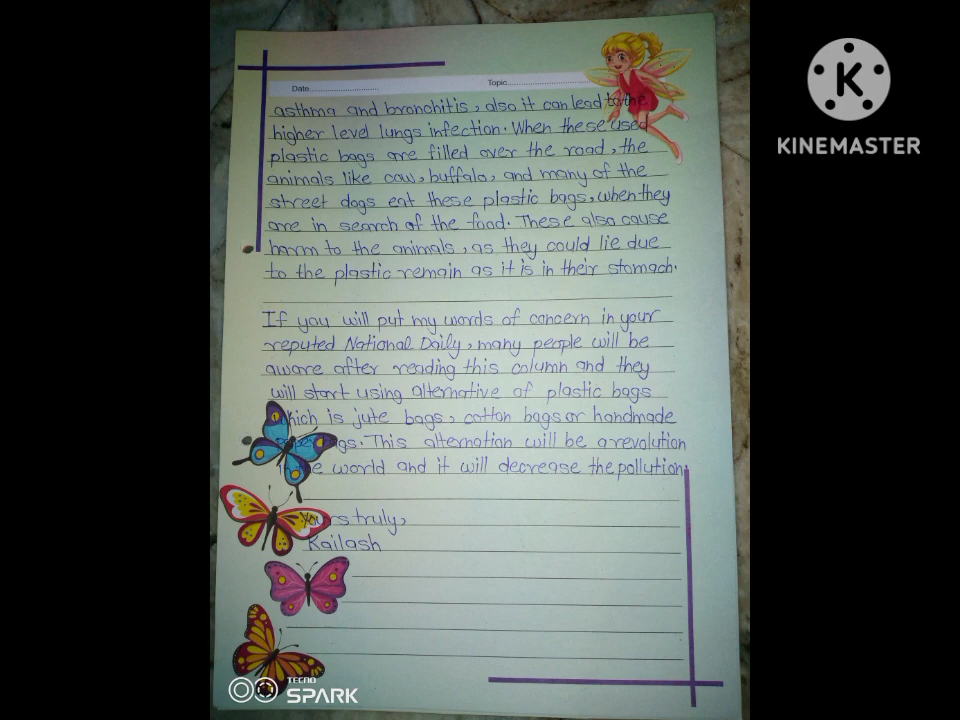 Date
Topic
asthma and bronchitis, also it can lead to the
higher level lungs infection. When these used
plastic bags are filled over the road, the
animals like cow, buffalo, and many of the
street dogs eat these plastic bags, when they
are in search of the food. These also cause
harm to the animals, as they could lie due
to the plastic remain as it is in their stomach.
If you will put my words of concern in your
reputed National Daily, many people will be
aware after reading this column and they
will start using alternative of plastic bags
which is jute bags, cotton bags or handmade
This alternation will be a revolution
world and it will decrease the pollution.
Yours truly,
Kailash
TECNO
SPARK
K
KINEMASTER